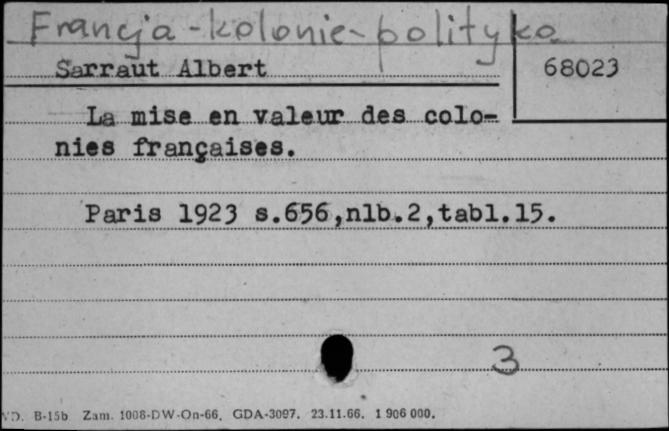 Francja - kolonie - polityka
Sarraut Albert
68023
La mise en valeur des colo-
nies françaises.
Paris 1923 s.656,nlb.2,tabl.15.
3
B-15b Zam. 1008-DW-On-66. GDA-3097. 23.11.66. 1 906 000.